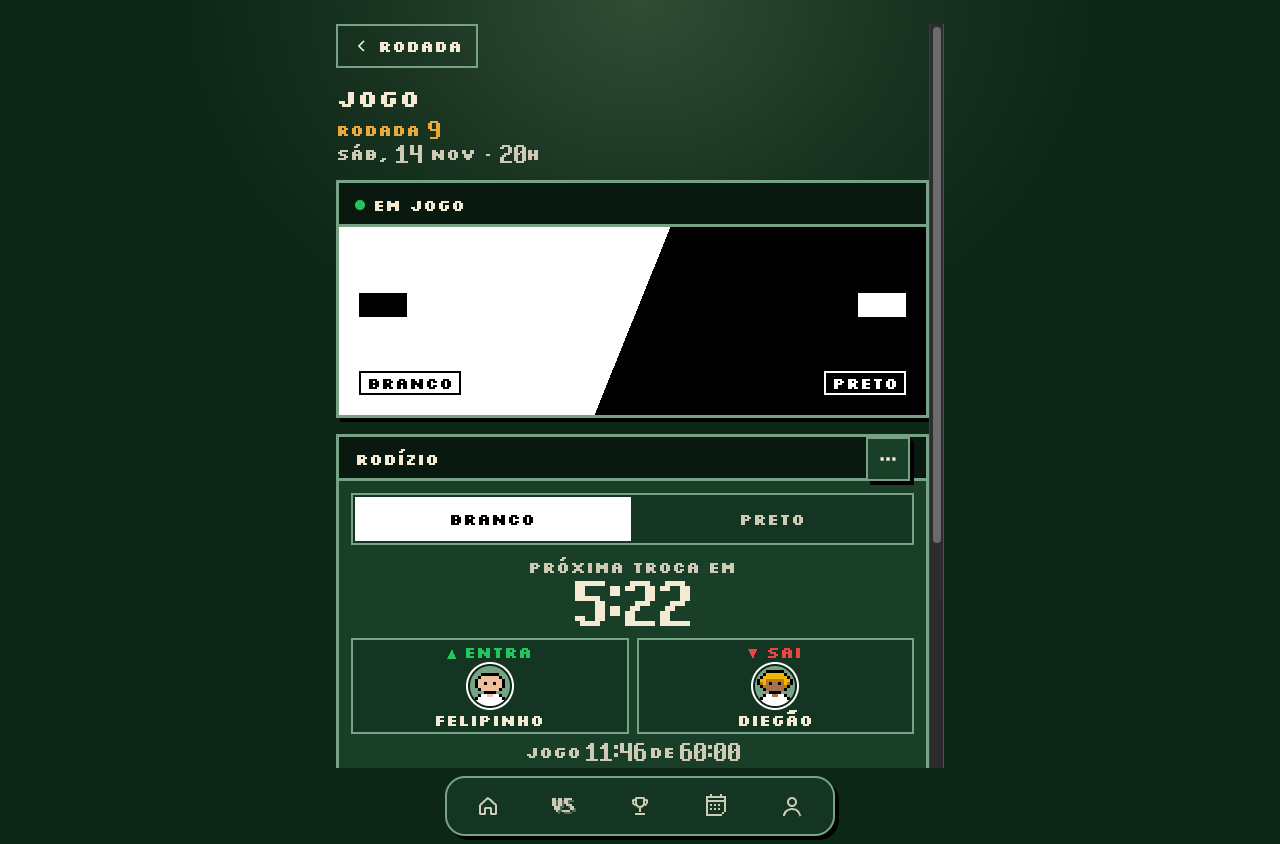 RODADA
JOGO
RODADA 9
SÁB, 14 NOV · 20H
EM JOGO
BRANCO
PRETO
RODÍZIO
...
BRANCO
PRETO
PRÓXIMA TROCA EM
5:22
▲ ENTRA
▼ SAI
FELIPINHO
DIEGÃO
JOGO 11:46 DE 60:00
VS